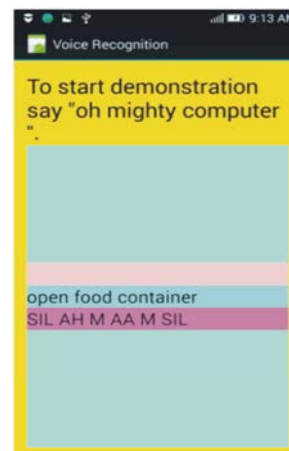 9:13 AM
Voice Recognition
To start demonstration
say "oh mighty computer
".
open food container
SIL AH M AA M SIL